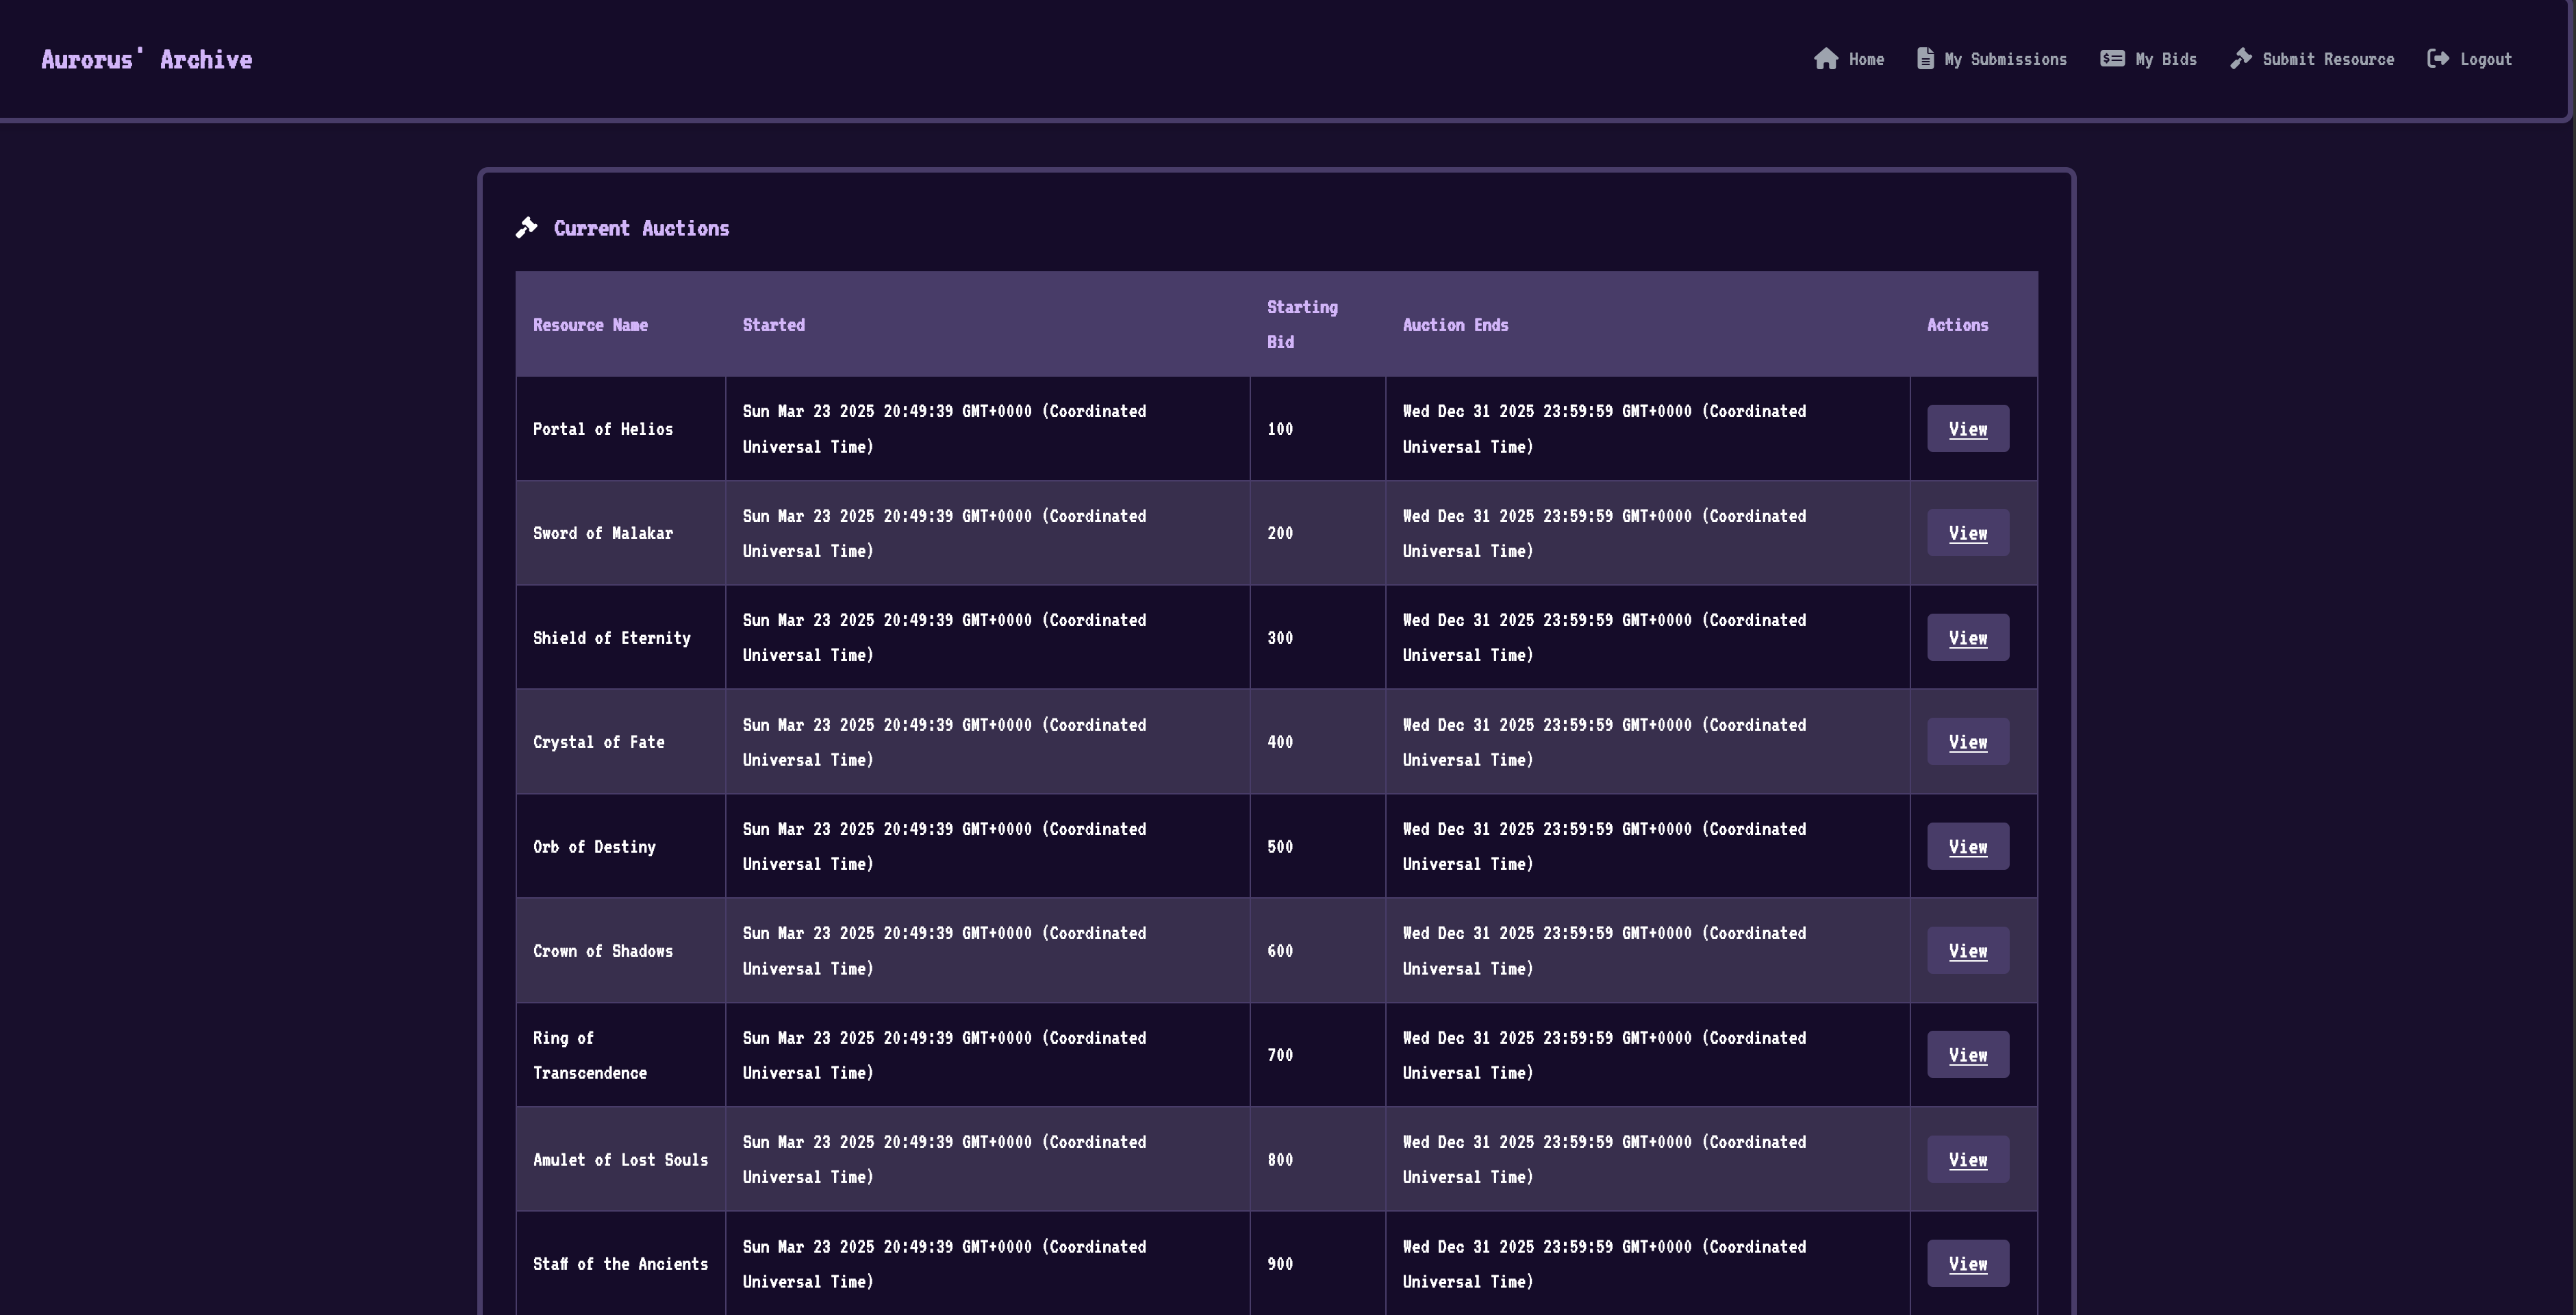 Aurorus' Archive
Home My Submissions My Bids Submit Resource Logout
Current Auctions
Resource Name Started Starting Bid Auction Ends Actions
Portal of Helios Sun Mar 23 2025 20:49:39 GMT+0000 (Coordinated Universal Time) 100 Wed Dec 31 2025 23:59:59 GMT+0000 (Coordinated Universal Time) View
Sword of Malakar Sun Mar 23 2025 20:49:39 GMT+0000 (Coordinated Universal Time) 200 Wed Dec 31 2025 23:59:59 GMT+0000 (Coordinated Universal Time) View
Shield of Eternity Sun Mar 23 2025 20:49:39 GMT+0000 (Coordinated Universal Time) 300 Wed Dec 31 2025 23:59:59 GMT+0000 (Coordinated Universal Time) View
Crystal of Fate Sun Mar 23 2025 20:49:39 GMT+0000 (Coordinated Universal Time) 400 Wed Dec 31 2025 23:59:59 GMT+0000 (Coordinated Universal Time) View
Orb of Destiny Sun Mar 23 2025 20:49:39 GMT+0000 (Coordinated Universal Time) 500 Wed Dec 31 2025 23:59:59 GMT+0000 (Coordinated Universal Time) View
Crown of Shadows Sun Mar 23 2025 20:49:39 GMT+0000 (Coordinated Universal Time) 600 Wed Dec 31 2025 23:59:59 GMT+0000 (Coordinated Universal Time) View
Ring of Transcendence Sun Mar 23 2025 20:49:39 GMT+0000 (Coordinated Universal Time) 700 Wed Dec 31 2025 23:59:59 GMT+0000 (Coordinated Universal Time) View
Amulet of Lost Souls Sun Mar 23 2025 20:49:39 GMT+0000 (Coordinated Universal Time) 800 Wed Dec 31 2025 23:59:59 GMT+0000 (Coordinated Universal Time) View
Staff of the Ancients Sun Mar 23 2025 20:49:39 GMT+0000 (Coordinated Universal Time) 900 Wed Dec 31 2025 23:59:59 GMT+0000 (Coordinated Universal Time) View